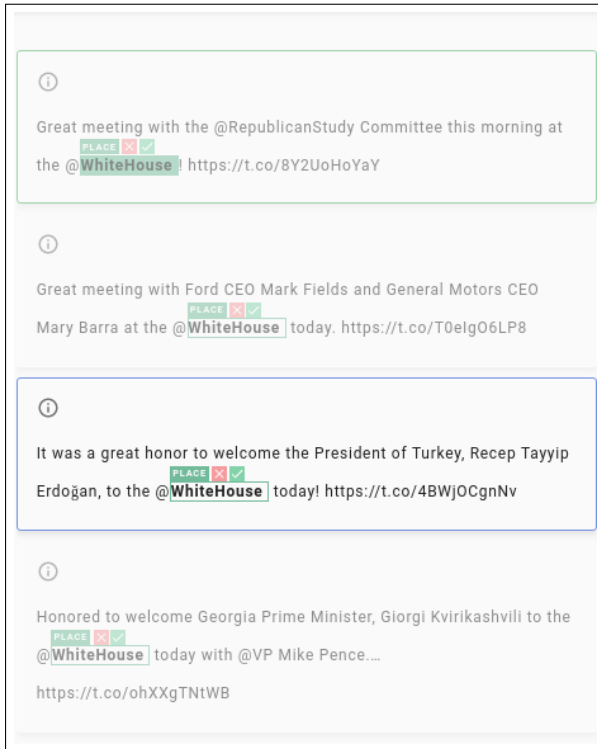 Great meeting with the @RepublicanStudy Committee this morning at
PLACE
the @WhiteHouse ! https://t.co/8Y2UoHoYaY
Great meeting with Ford CEO Mark Fields and General Motors CEO
PLACE
Mary Barra at the @WhiteHouse today. https://t.co/T0eIgO6LP8
It was a great honor to welcome the President of Turkey, Recep Tayyip
PLACE
Erdoğan, to the @WhiteHouse today! https://t.co/4BWjOCgnNv
Honored to welcome Georgia Prime Minister, Giorgi Kvirikashvili to the
PLACE
@WhiteHouse today with @VP Mike Pence.…
https://t.co/ohXXgTNtWB